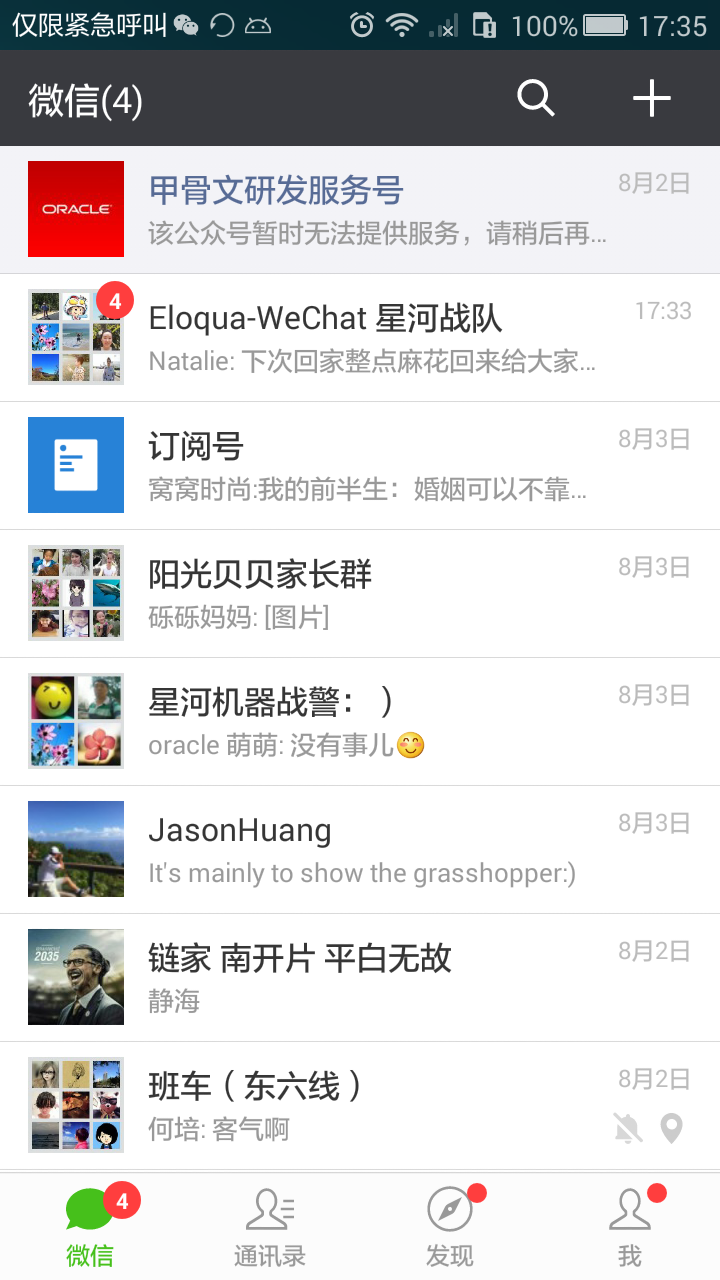 仅限紧急呼叫 100% 17:35
微信(4)
ORACLE
甲骨文研发服务号 8月2日
该公众号暂时无法提供服务，请稍后再...
4
Eloqua-WeChat 星河战队 17:33
Natalie: 下次回家整点麻花回来给大家...
订阅号 8月3日
窝窝时尚:我的前半生：婚姻可以不靠...
阳光贝贝家长群 8月3日
砾砾妈妈: [图片]
星河机器战警：） 8月3日
oracle 萌萌: 没有事儿😊
JasonHuang 8月3日
It's mainly to show the grasshopper:)
2035
链家 南开片 平白无故 8月2日
静海
班车（东六线） 8月2日
何培: 客气啊
4
微信 通讯录 发现 我